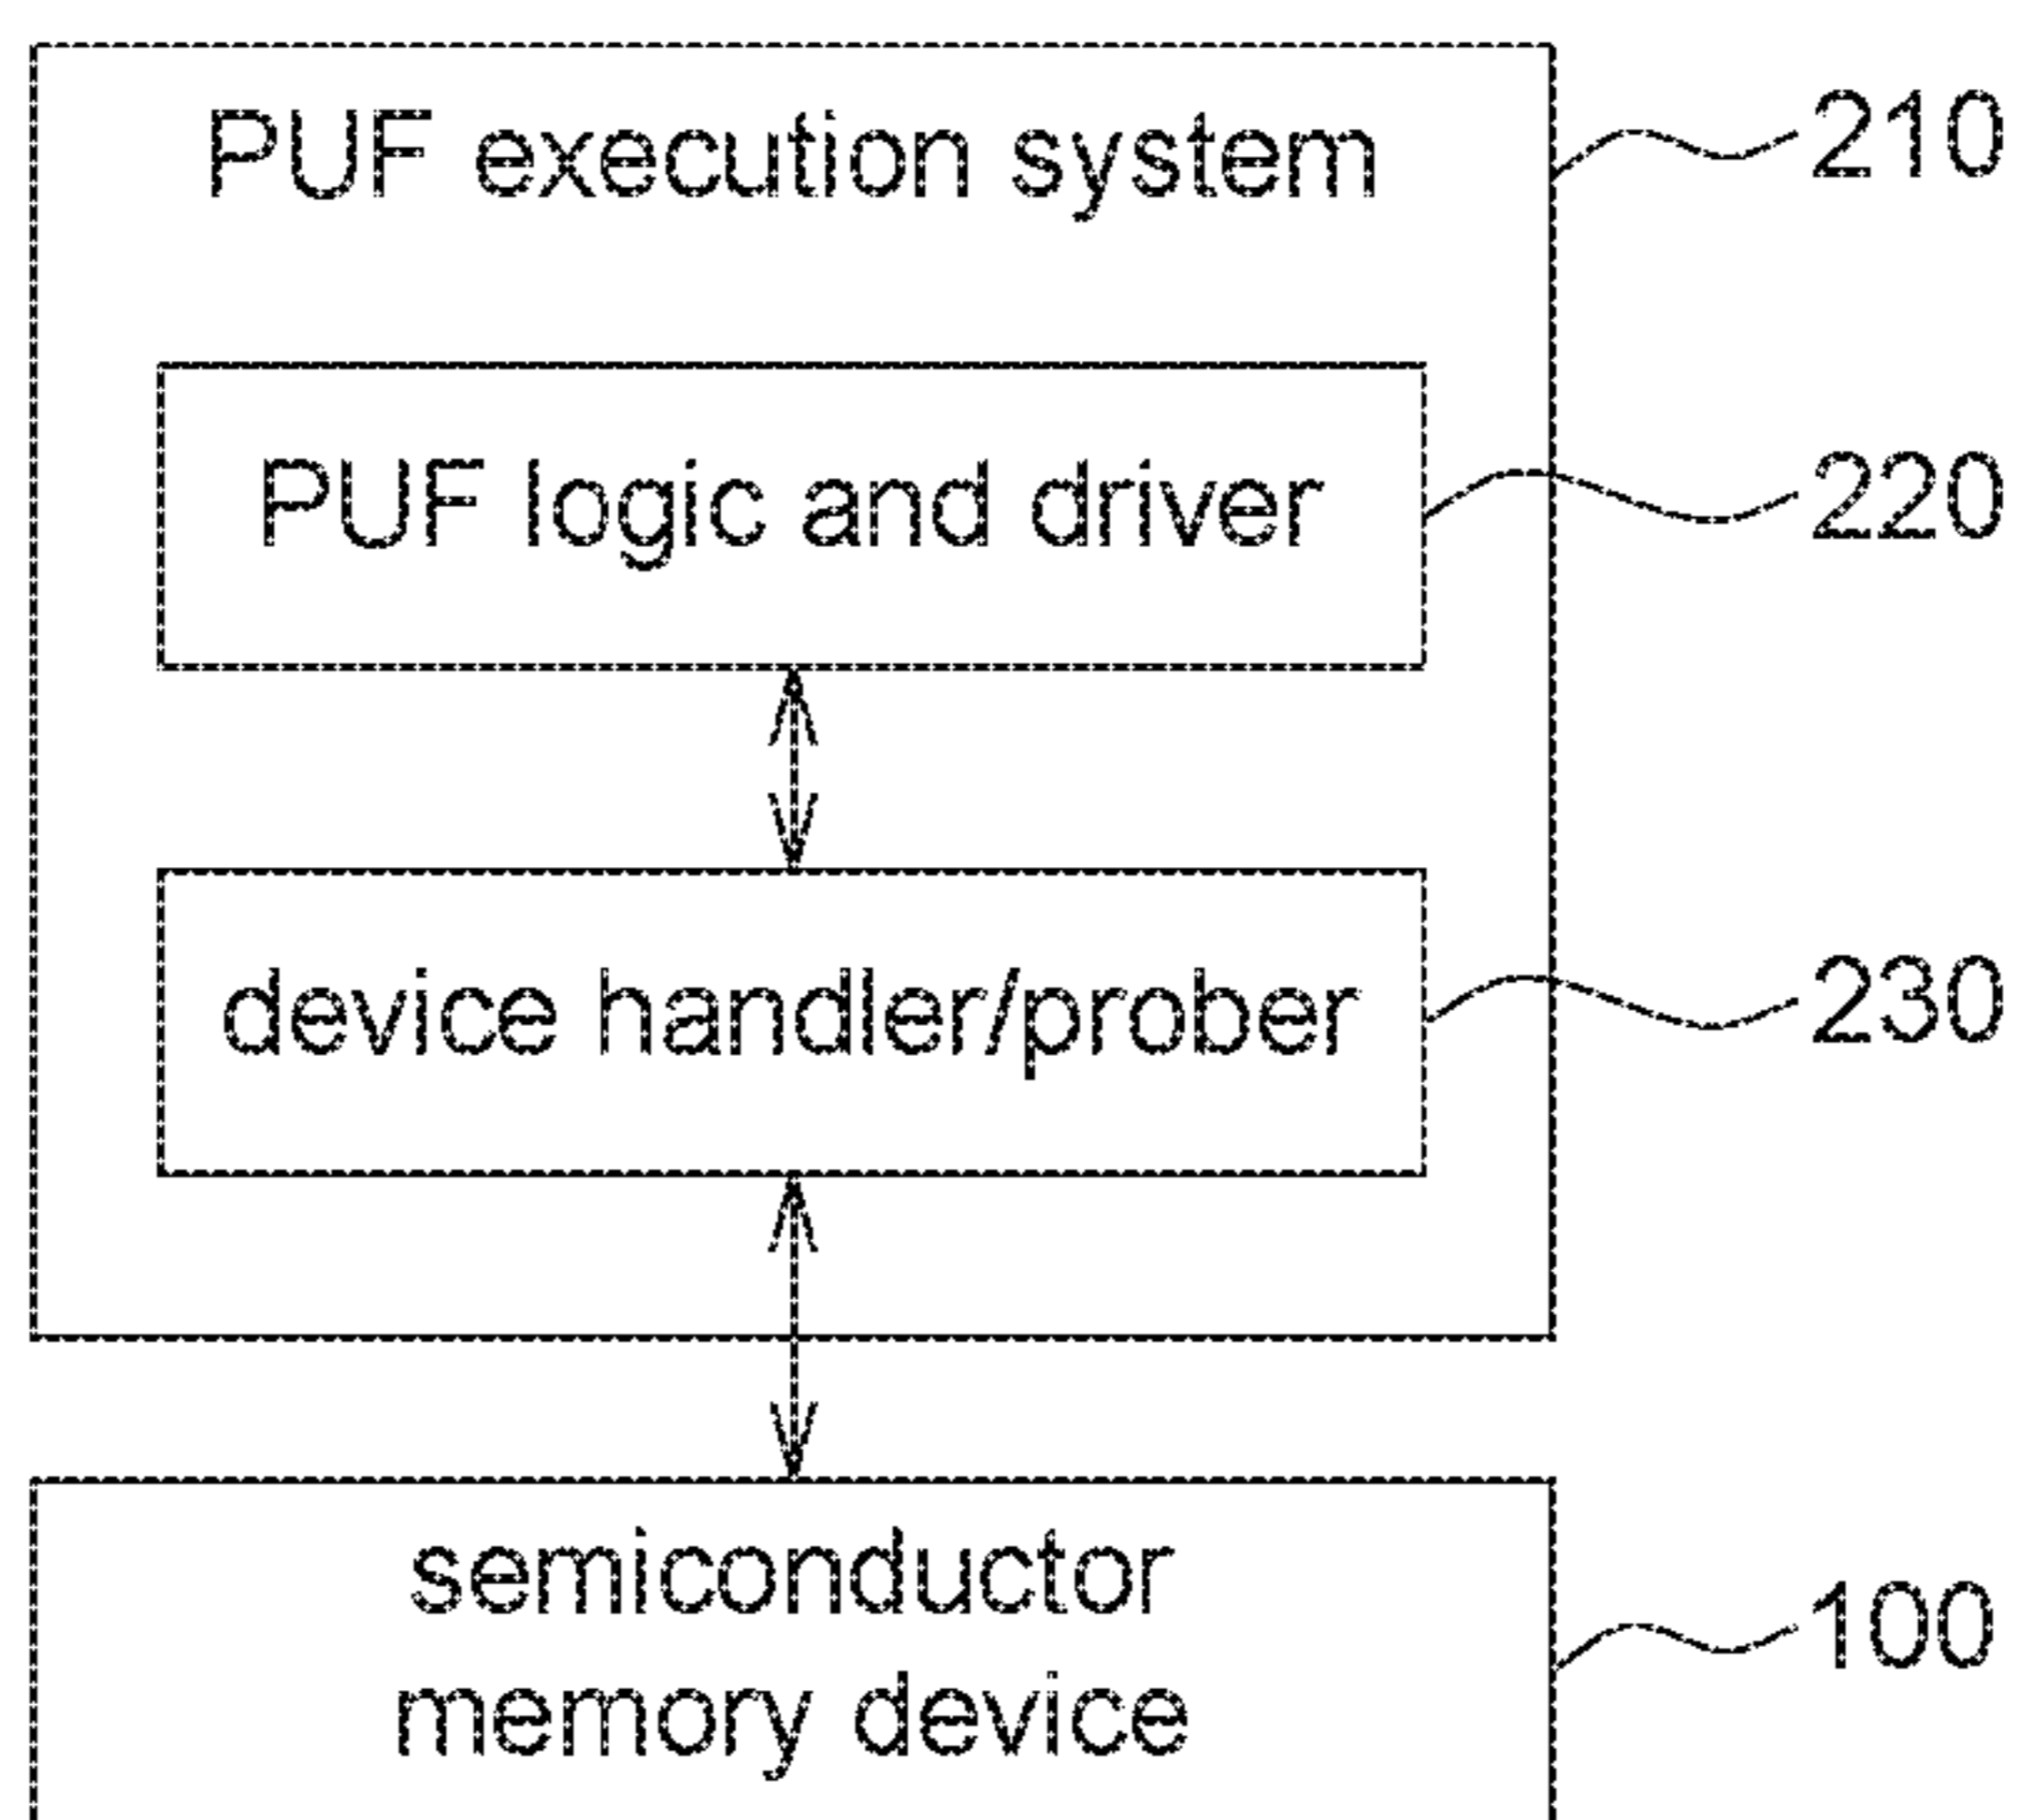 PUF execution system 210
PUF logic and driver 220
device handler/prober 230
semiconductor
memory device 100